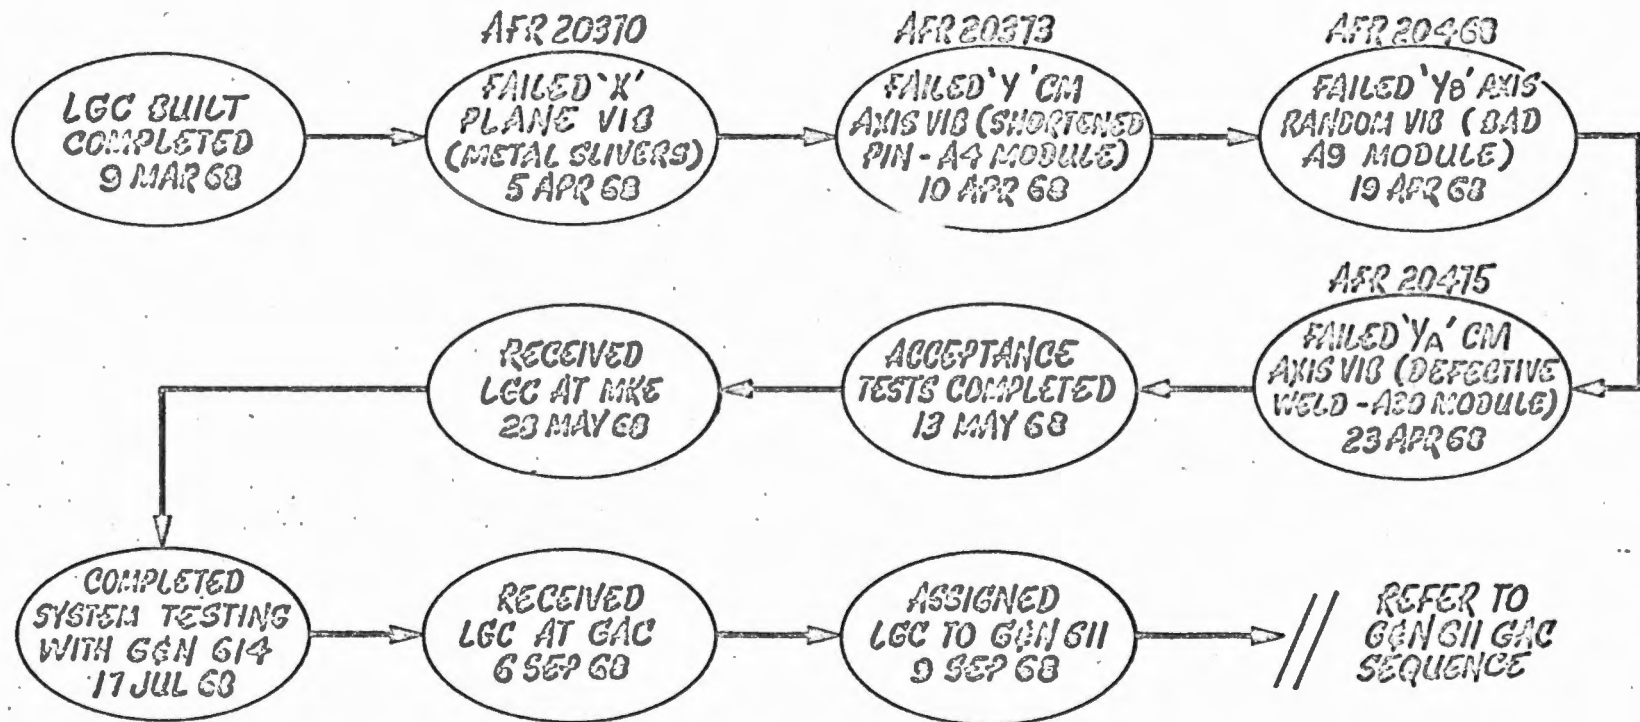 LGC BUILT
COMPLETED
9 MAR 68
AFR 20370
FAILED 'X'
PLANE VIB
(METAL SLIVERS)
5 APR 68
AFR 20373
FAILED 'Y' CM
AXIS VIB (SHORTENED
PIN - A4 MODULE)
10 APR 68
AFR 20468
FAILED 'YB' AXIS
RANDOM VIB (BAD
A9 MODULE)
19 APR 68
AFR 20475
FAILED 'YA' CM
AXIS VIB (DEFECTIVE
WELD - A20 MODULE)
23 APR 68
ACCEPTANCE
TESTS COMPLETED
13 MAY 68
RECEIVED
LGC AT MKE
28 MAY 68
COMPLETED
SYSTEM TESTING
WITH G&N 614
17 JUL 68
RECEIVED
LGC AT GAC
6 SEP 68
ASSIGNED
LGC TO G&N 611
9 SEP 68
REFER TO
G&N 611 GAC
SEQUENCE